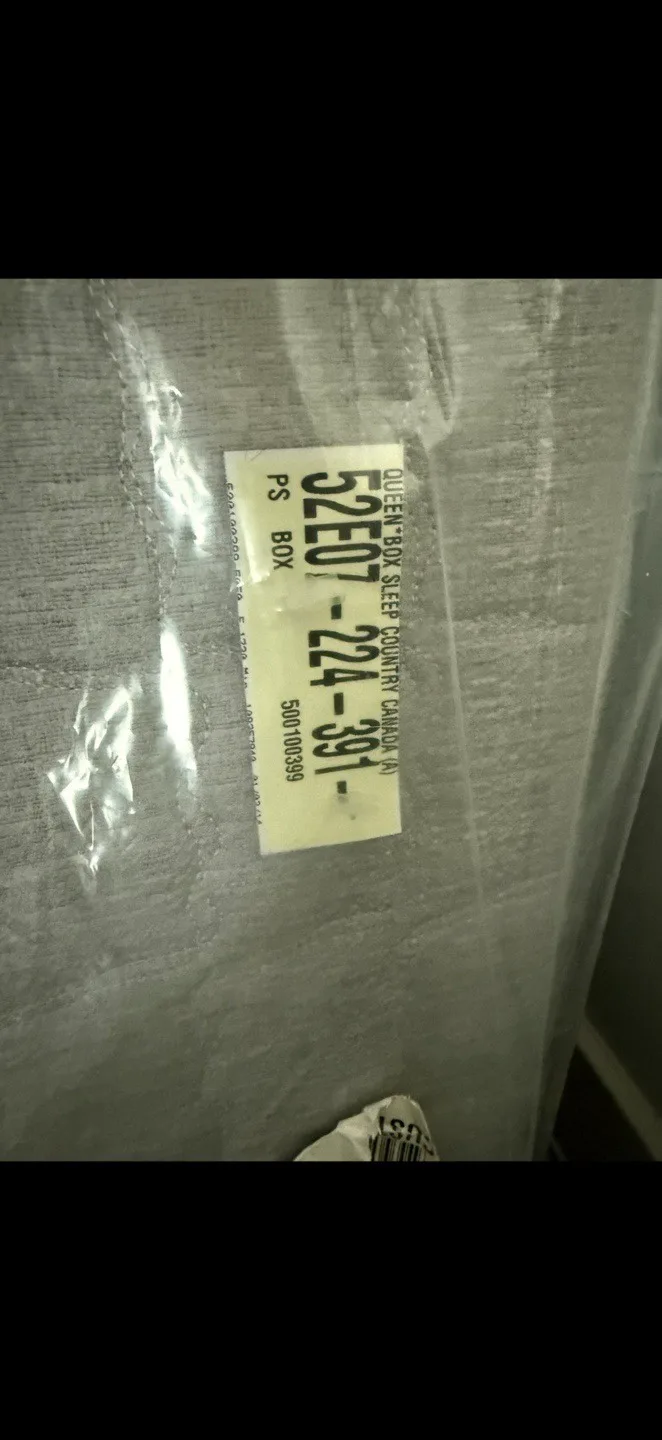 QUEEN*BOX SLEEP COUNTRY CANADA (A)
52E07-224-391-
PS BOX 500100399